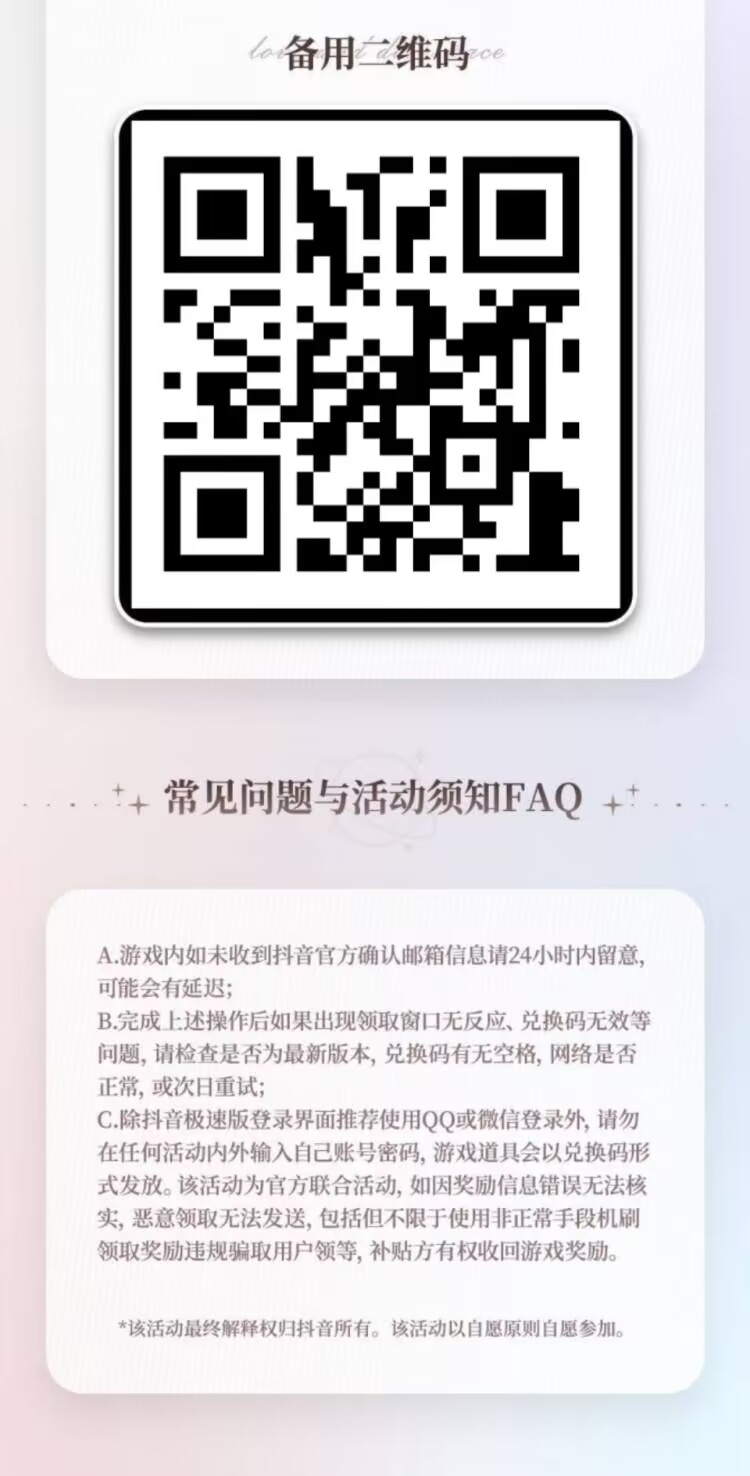 备用二维码
常见问题与活动须知FAQ
A.游戏内如未收到抖音官方确认邮箱信息请24小时内留意,
可能会有延迟;
B.完成上述操作后如果出现领取窗口无反应、兑换码无效等
问题, 请检查是否为最新版本, 兑换码有无空格, 网络是否
正常, 或次日重试;
C.除抖音极速版登录界面推荐使用QQ或微信登录外, 请勿
在任何活动内外输入自己账号密码, 游戏道具会以兑换码形
式发放。该活动为官方联合活动, 如因奖励信息错误无法核
实, 恶意领取无法发送, 包括但不限于使用非正常手段机刷
领取奖励违规骗取用户领等, 补贴方有权收回游戏奖励。
*该活动最终解释权归抖音所有。该活动以自愿原则自愿参加。